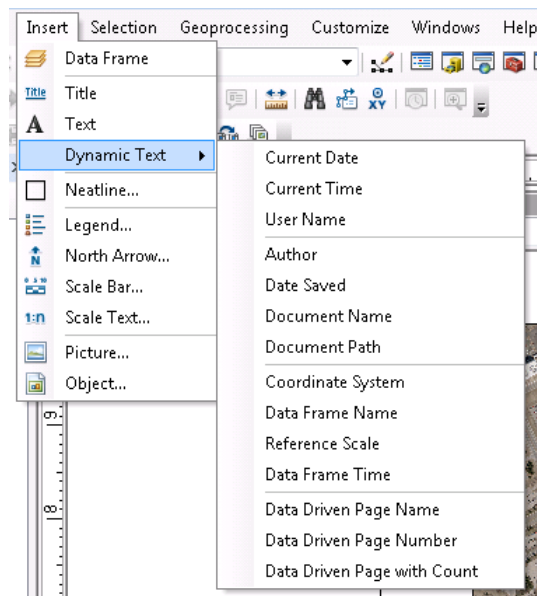 Insert Selection Geoprocessing Customize Windows Help
Data Frame
Title Title
A Text
Dynamic Text
Neatline...
Legend...
N North Arrow...
Scale Bar...
1:n Scale Text...
Picture...
Object...
XY
Current Date
Current Time
User Name
Author
Date Saved
Document Name
Document Path
Coordinate System
Data Frame Name
Reference Scale
Data Frame Time
Data Driven Page Name
Data Driven Page Number
Data Driven Page with Count
9
8